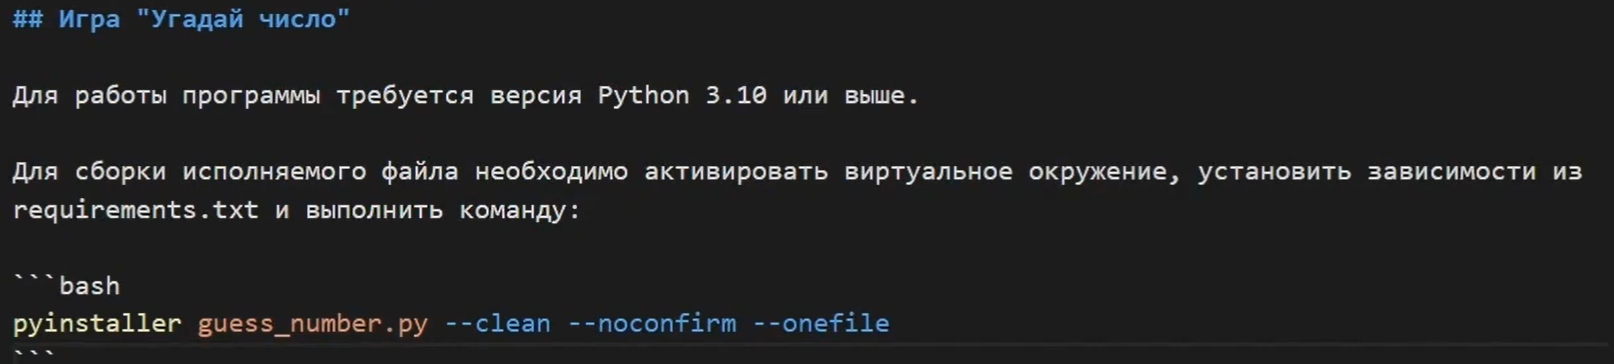 ## Игра "Угадай число"
Для работы программы требуется версия Python 3.10 или выше.
Для сборки исполняемого файла необходимо активировать виртуальное окружение, установить зависимости из
requirements.txt и выполнить команду:
```bash
pyinstaller guess_number.py --clean --noconfirm --onefile
```